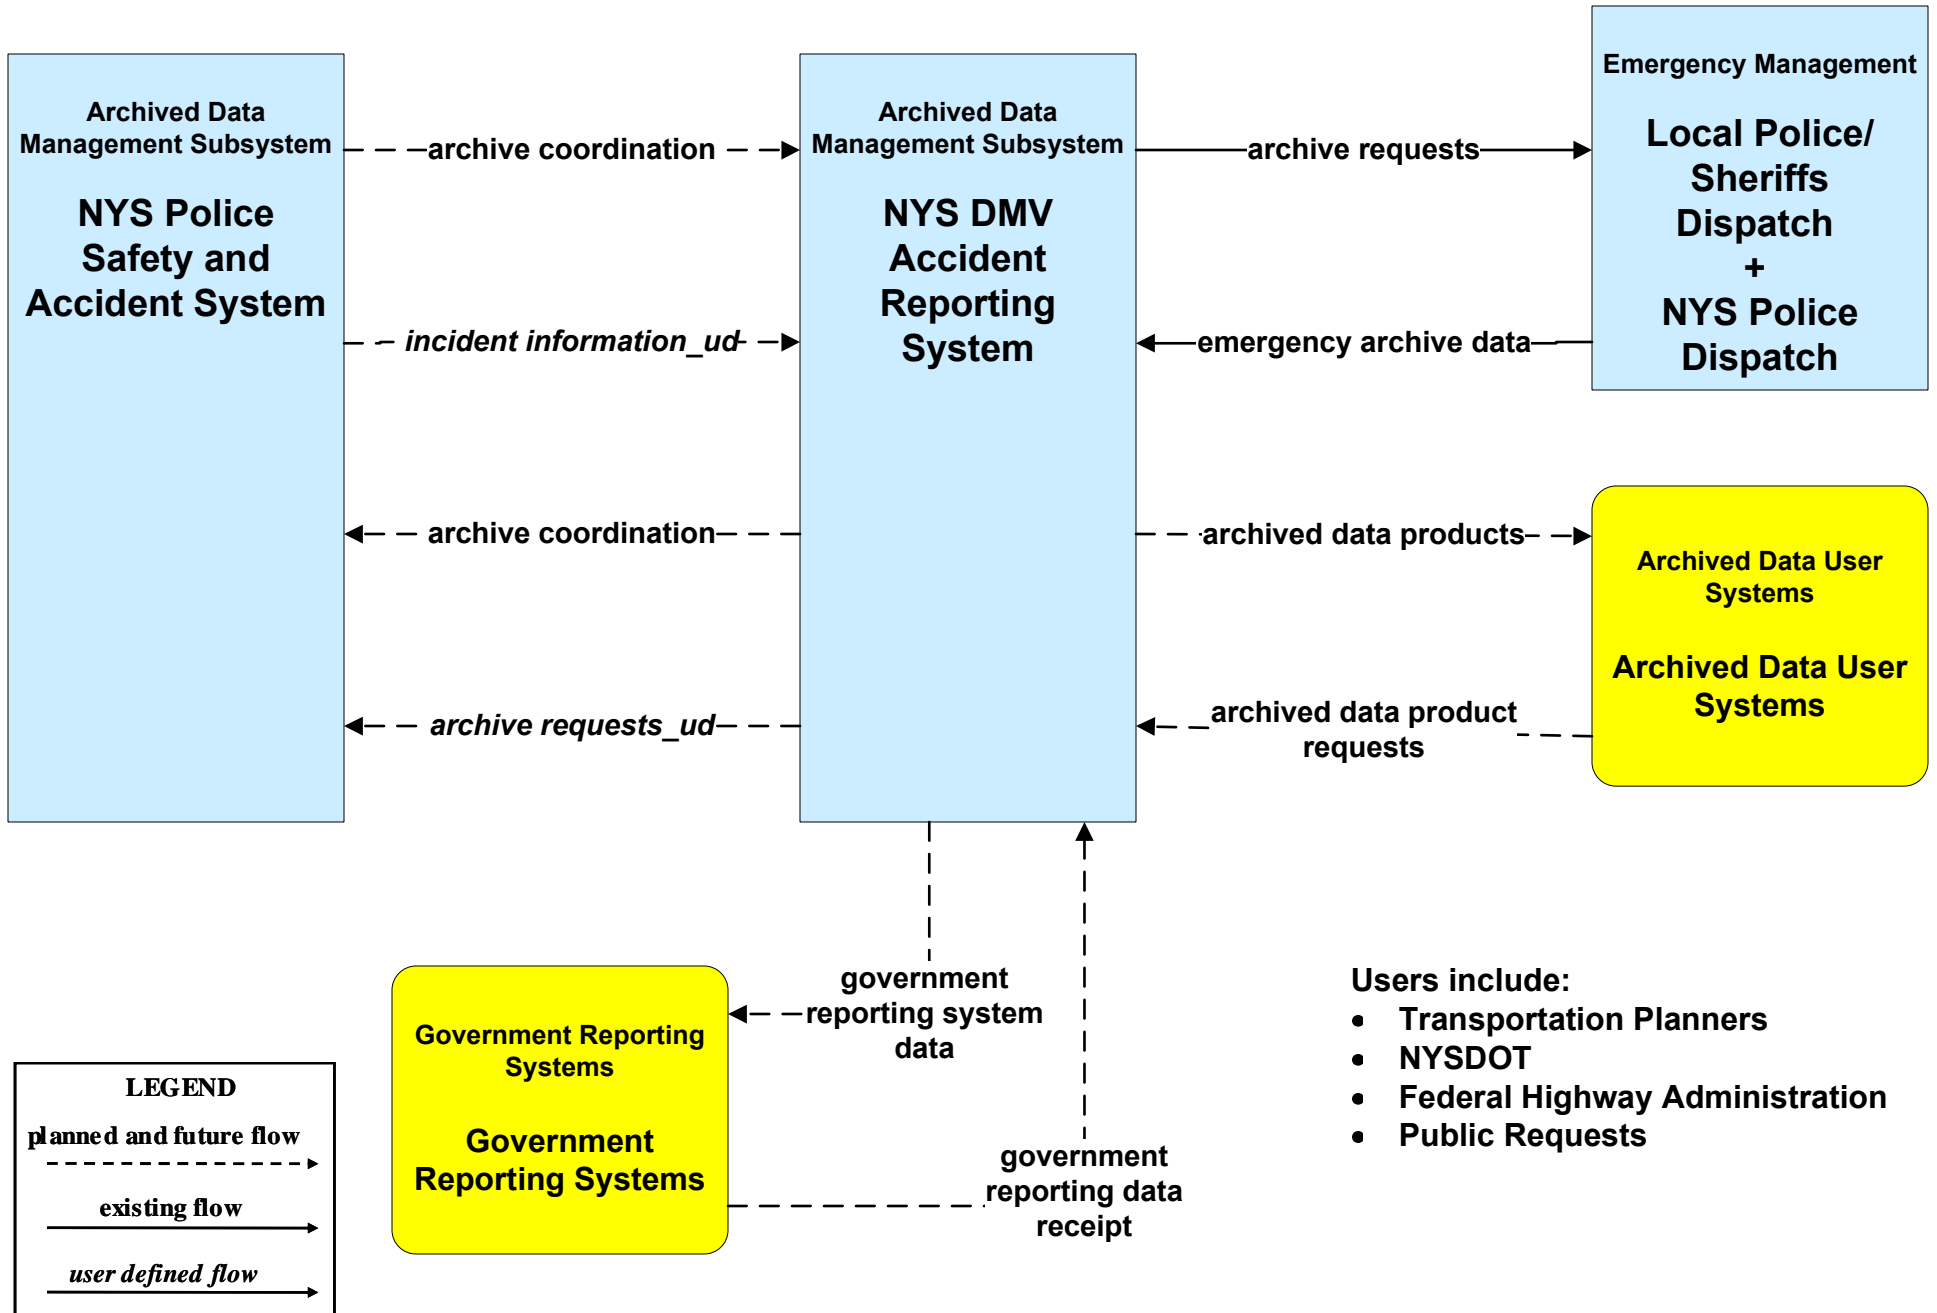 Archived Data
Management Subsystem
NYS Police
Safety and
Accident System
archive coordination
incident information_ud
archive coordination
archive requests_ud
Archived Data
Management Subsystem
NYS DMV
Accident
Reporting
System
archive requests
emergency archive data
archived data products
archived data product
requests
Emergency Management
Local Police/
Sheriffs
Dispatch
+
NYS Police
Dispatch
Archived Data User
Systems
Archived Data User
Systems
government
reporting system
data
Government Reporting
Systems
Government
Reporting Systems
government
reporting data
receipt
Users include:
• Transportation Planners
• NYSDOT
• Federal Highway Administration
• Public Requests
LEGEND
planned and future flow
existing flow
user defined flow